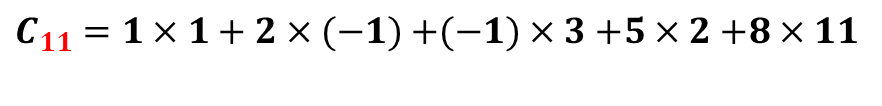 C₁₁ = 1 × 1 + 2 × (−1) +(−1) × 3 +5 × 2 +8 × 11